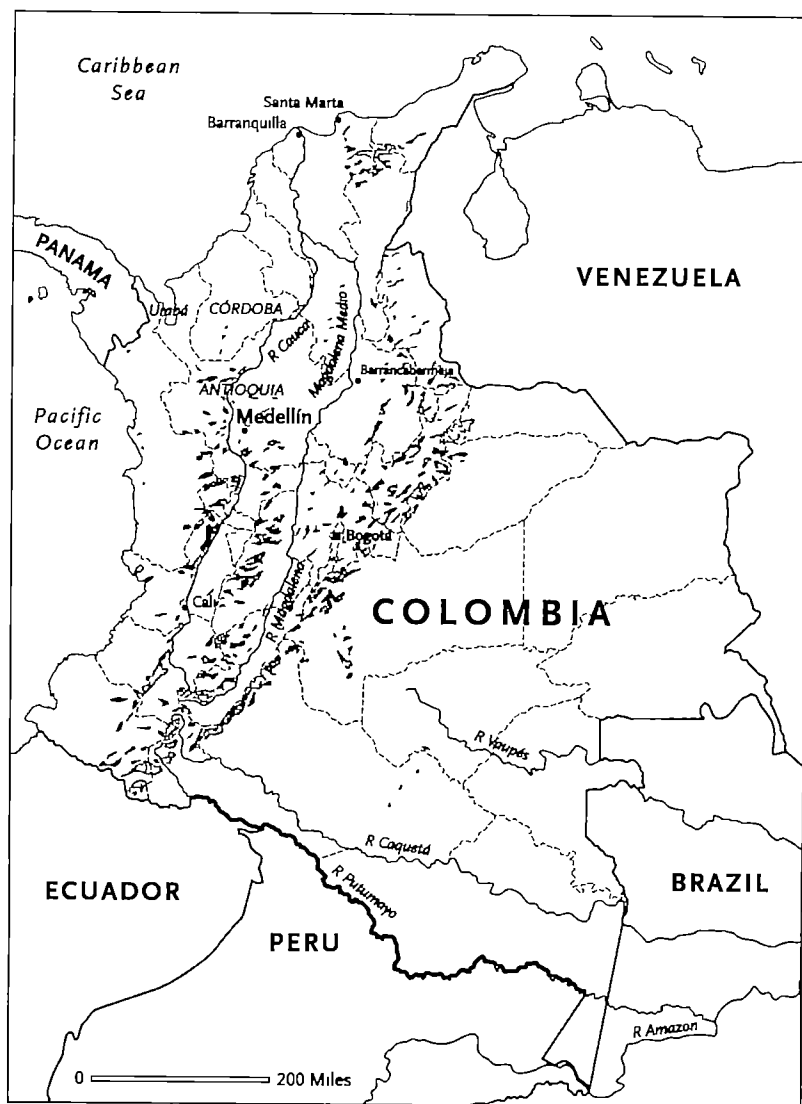 Caribbean
Sea
Santa Marta
Barranquilla
PANAMA
VENEZUELA
Urabá
CÓRDOBA
R Cauca
Magdalena Medio
Barrancabermeja
ANTIOQUIA
Medellín
Pacific
Ocean
Bogotá
Cali
R Magdalena
COLOMBIA
R Vaupés
R Caquetá
ECUADOR
R Putumayo
BRAZIL
PERU
R Amazon
0 200 Miles